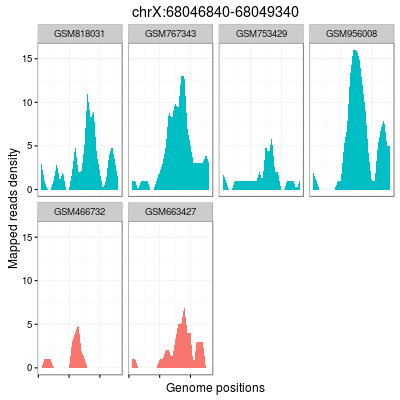 chrX:68046840-68049340
GSM818031 GSM767343 GSM753429 GSM956008
15
10
5
0
GSM466732 GSM663427
15
10
5
0
Mapped reads density
Genome positions